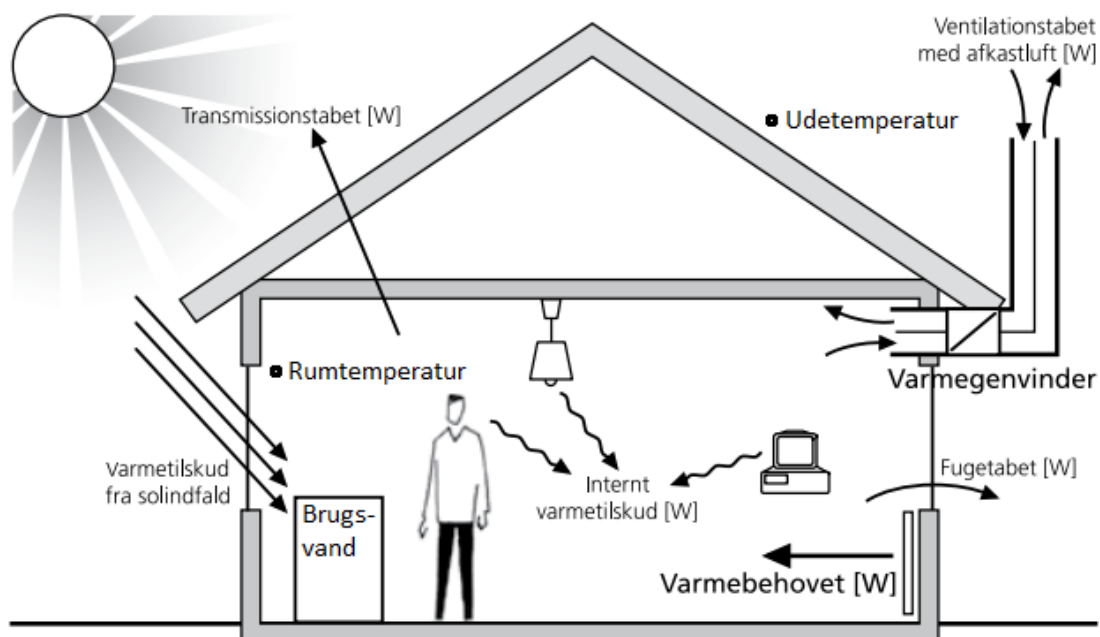 Ventilationstabet
med afkastluft [W]
Transmissionstabet [W]
Udetemperatur
Rumtemperatur
Varmegenvinder
Varmetilskud
fra solindfald
Internt
varmetilskud [W]
Fugetabet [W]
Brugs-
vand
Varmebehovet [W]